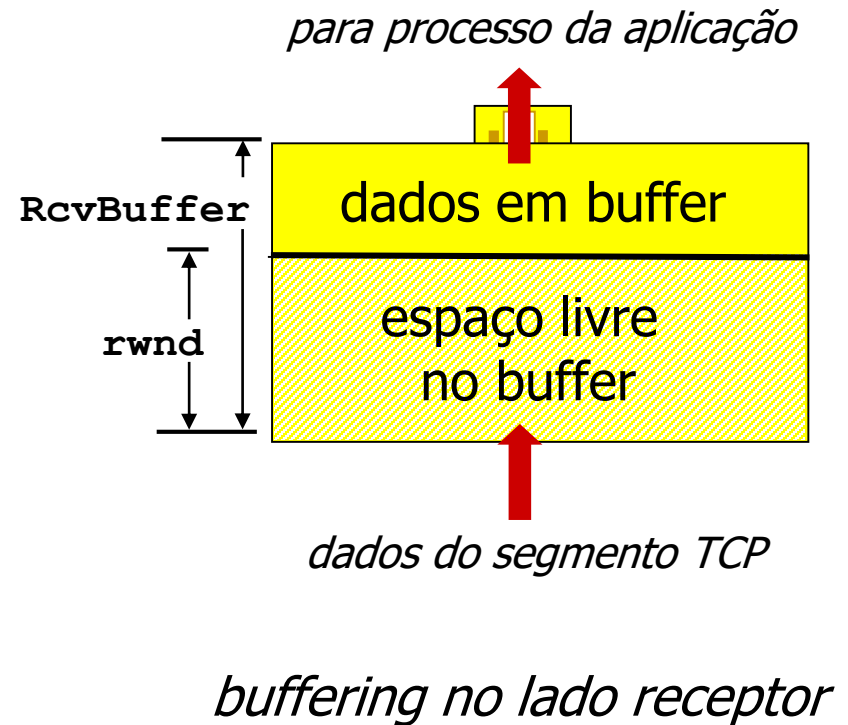 para processo da aplicação
RcvBuffer
dados em buffer
rwnd
espaço livre
no buffer
dados do segmento TCP
buffering no lado receptor